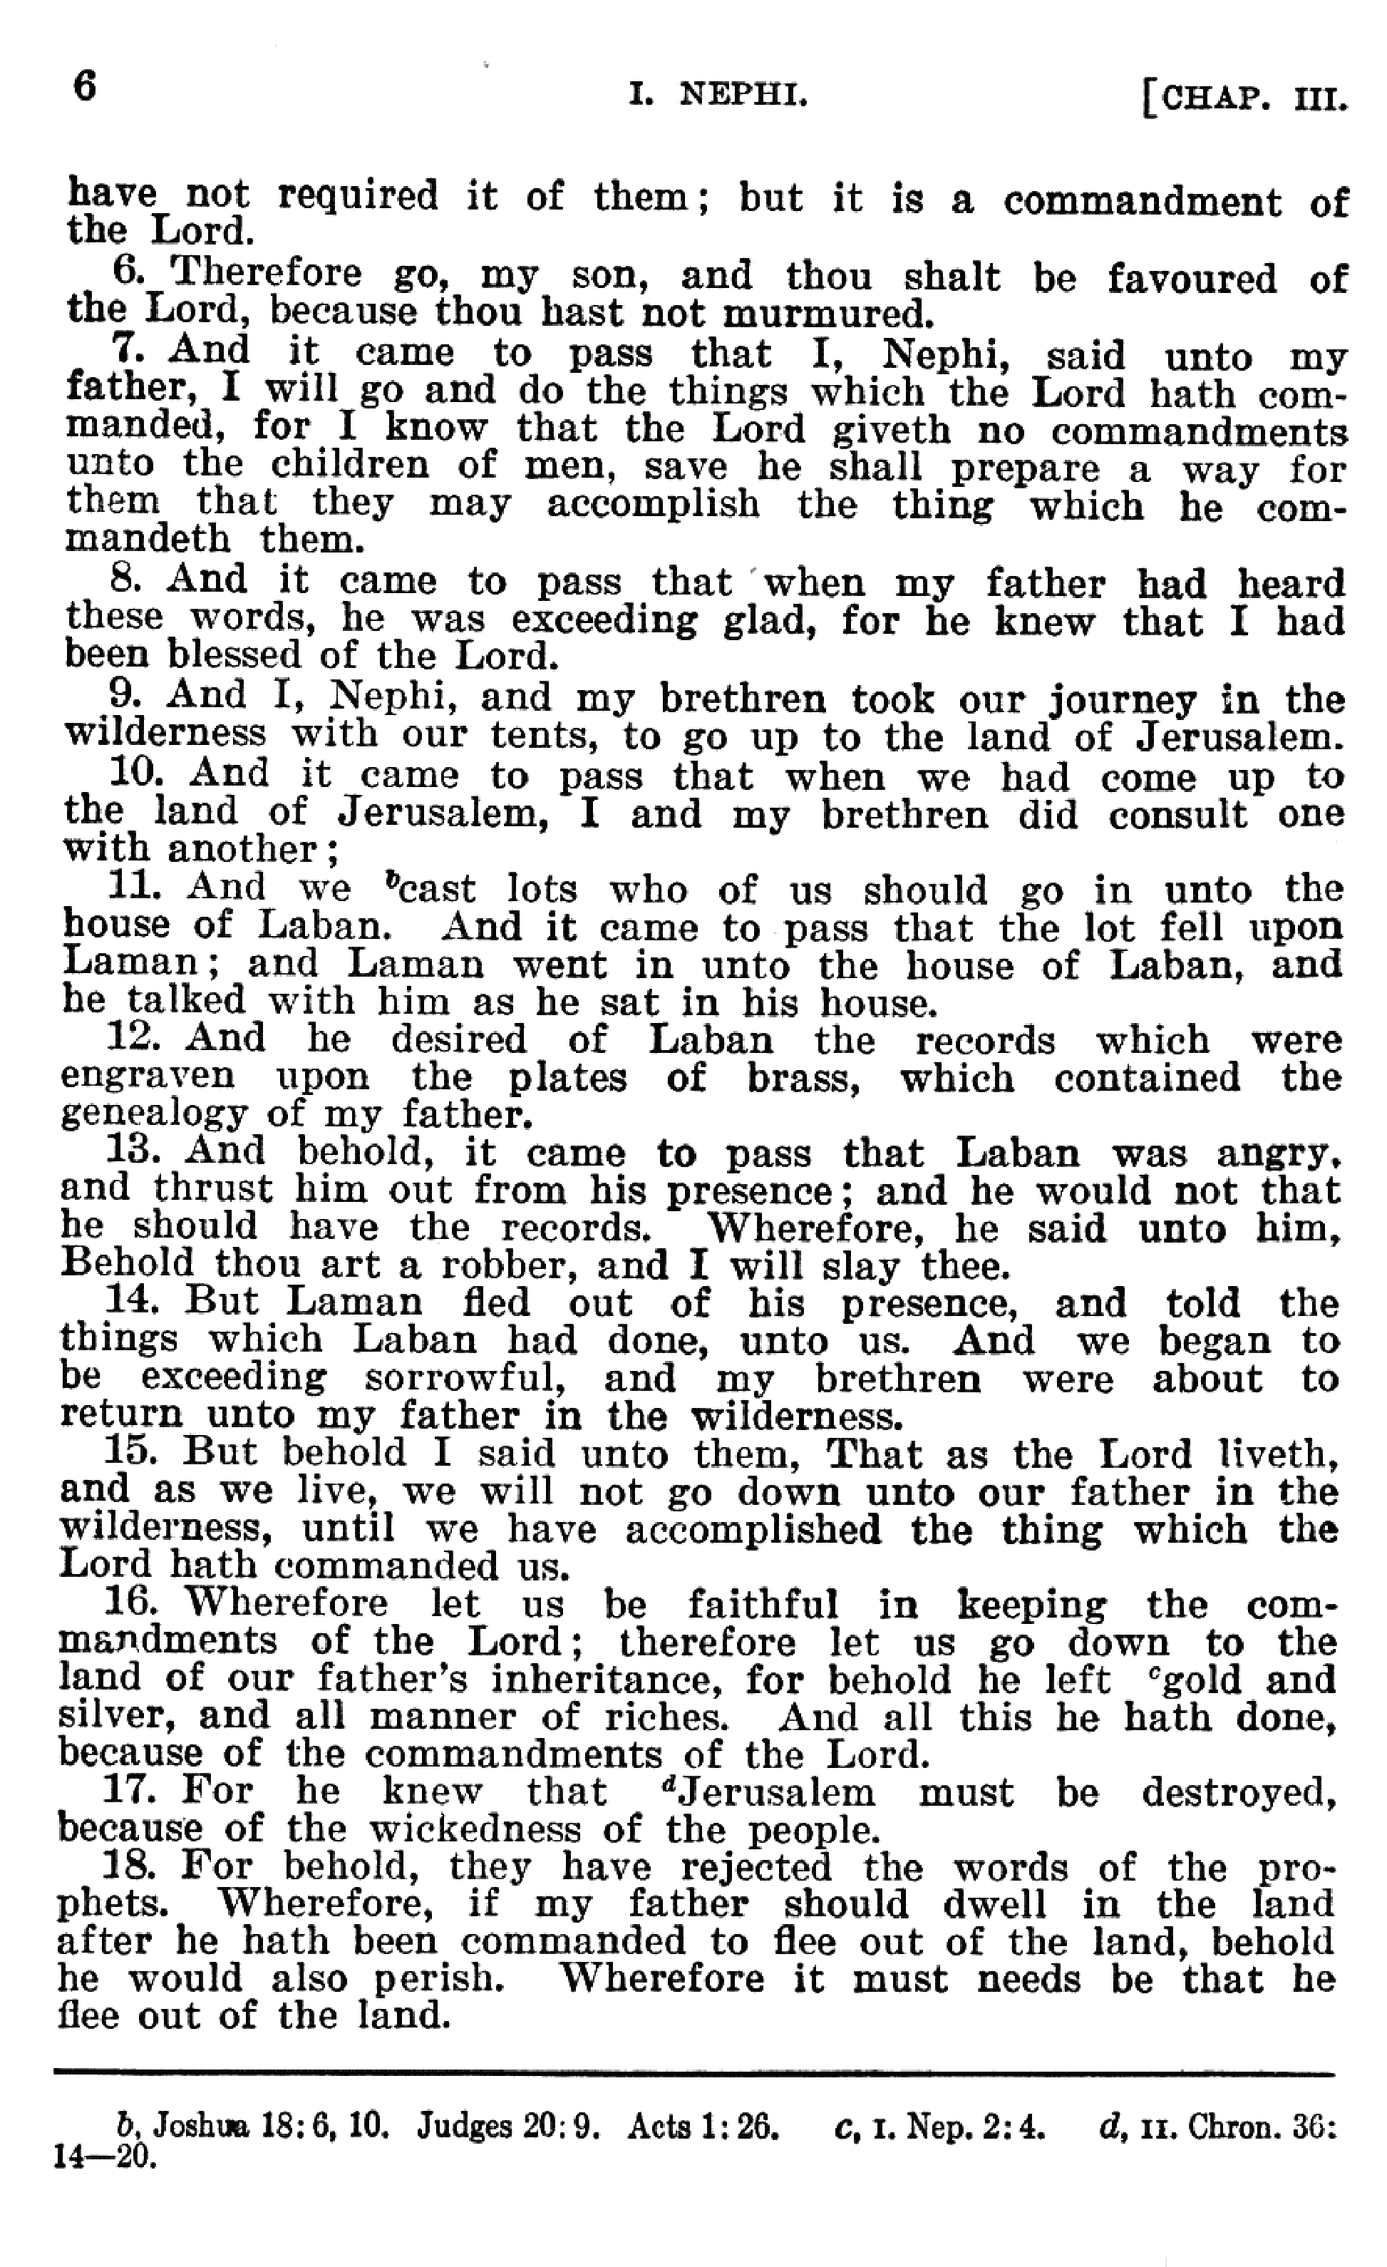 6 I. NEPHI. [CHAP. III.
have not required it of them; but it is a commandment of
the Lord.
6. Therefore go, my son, and thou shalt be favoured of
the Lord, because thou hast not murmured.
7. And it came to pass that I, Nephi, said unto my
father, I will go and do the things which the Lord hath com-
manded, for I know that the Lord giveth no commandments
unto the children of men, save he shall prepare a way for
them that they may accomplish the thing which he com-
mandeth them.
8. And it came to pass that when my father had heard
these words, he was exceeding glad, for he knew that I had
been blessed of the Lord.
9. And I, Nephi, and my brethren took our journey in the
wilderness with our tents, to go up to the land of Jerusalem.
10. And it came to pass that when we had come up to
the land of Jerusalem, I and my brethren did consult one
with another;
11. And we bcast lots who of us should go in unto the
house of Laban. And it came to pass that the lot fell upon
Laman; and Laman went in unto the house of Laban, and
he talked with him as he sat in his house.
12. And he desired of Laban the records which were
engraven upon the plates of brass, which contained the
genealogy of my father.
13. And behold, it came to pass that Laban was angry,
and thrust him out from his presence; and he would not that
he should have the records. Wherefore, he said unto him,
Behold thou art a robber, and I will slay thee.
14. But Laman fled out of his presence, and told the
things which Laban had done, unto us. And we began to
be exceeding sorrowful, and my brethren were about to
return unto my father in the wilderness.
15. But behold I said unto them, That as the Lord liveth,
and as we live, we will not go down unto our father in the
wilderness, until we have accomplished the thing which the
Lord hath commanded us.
16. Wherefore let us be faithful in keeping the com-
mandments of the Lord; therefore let us go down to the
land of our father's inheritance, for behold he left cgold and
silver, and all manner of riches. And all this he hath done,
because of the commandments of the Lord.
17. For he knew that dJerusalem must be destroyed,
because of the wickedness of the people.
18. For behold, they have rejected the words of the pro-
phets. Wherefore, if my father should dwell in the land
after he hath been commanded to flee out of the land, behold
he would also perish. Wherefore it must needs be that he
flee out of the land.
b, Joshua 18:6, 10. Judges 20:9. Acts 1:26. c, I. Nep. 2:4. d, II. Chron. 36:
14—20.